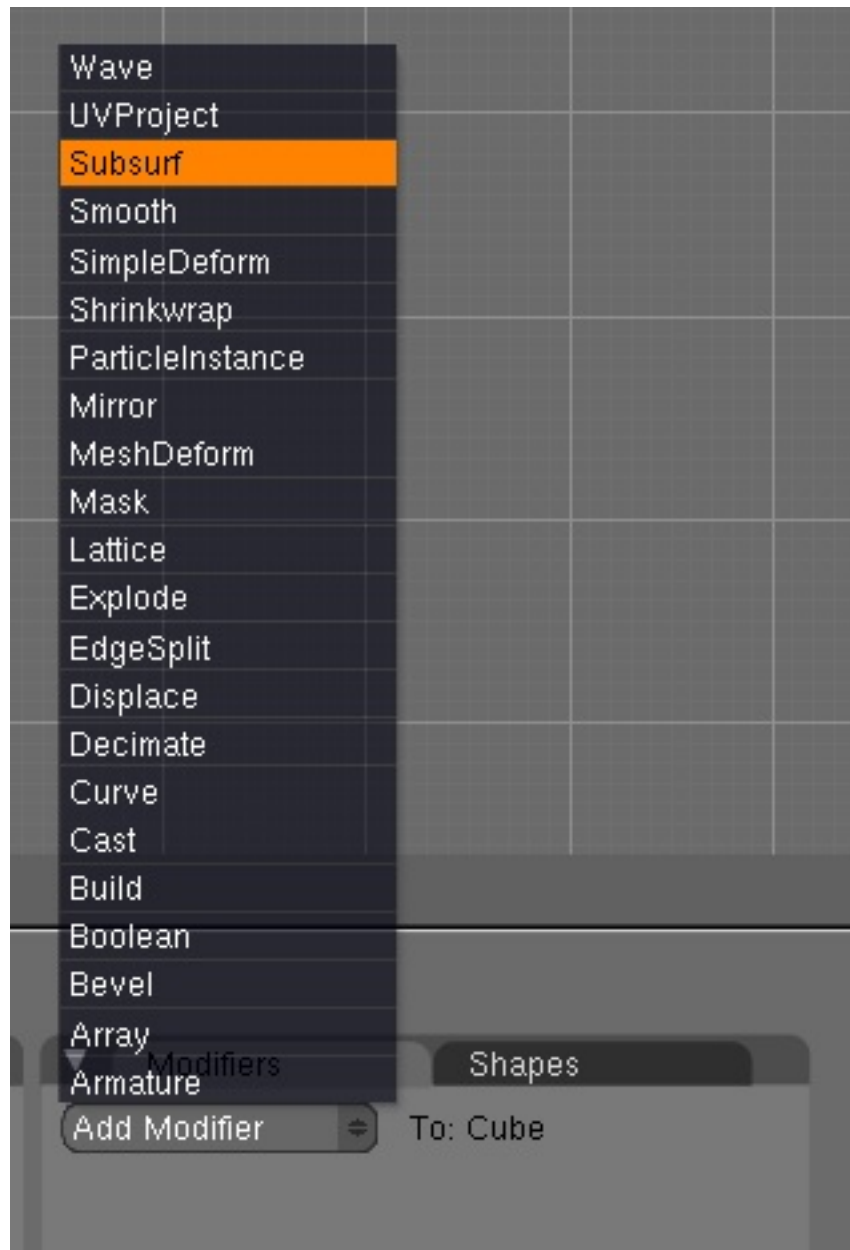 Wave
UVProject
Subsurf
Smooth
SimpleDeform
Shrinkwrap
ParticleInstance
Mirror
MeshDeform
Mask
Lattice
Explode
EdgeSplit
Displace
Decimate
Curve
Cast
Build
Boolean
Bevel
Array
Modifiers Shapes
Armature
Add Modifier To: Cube